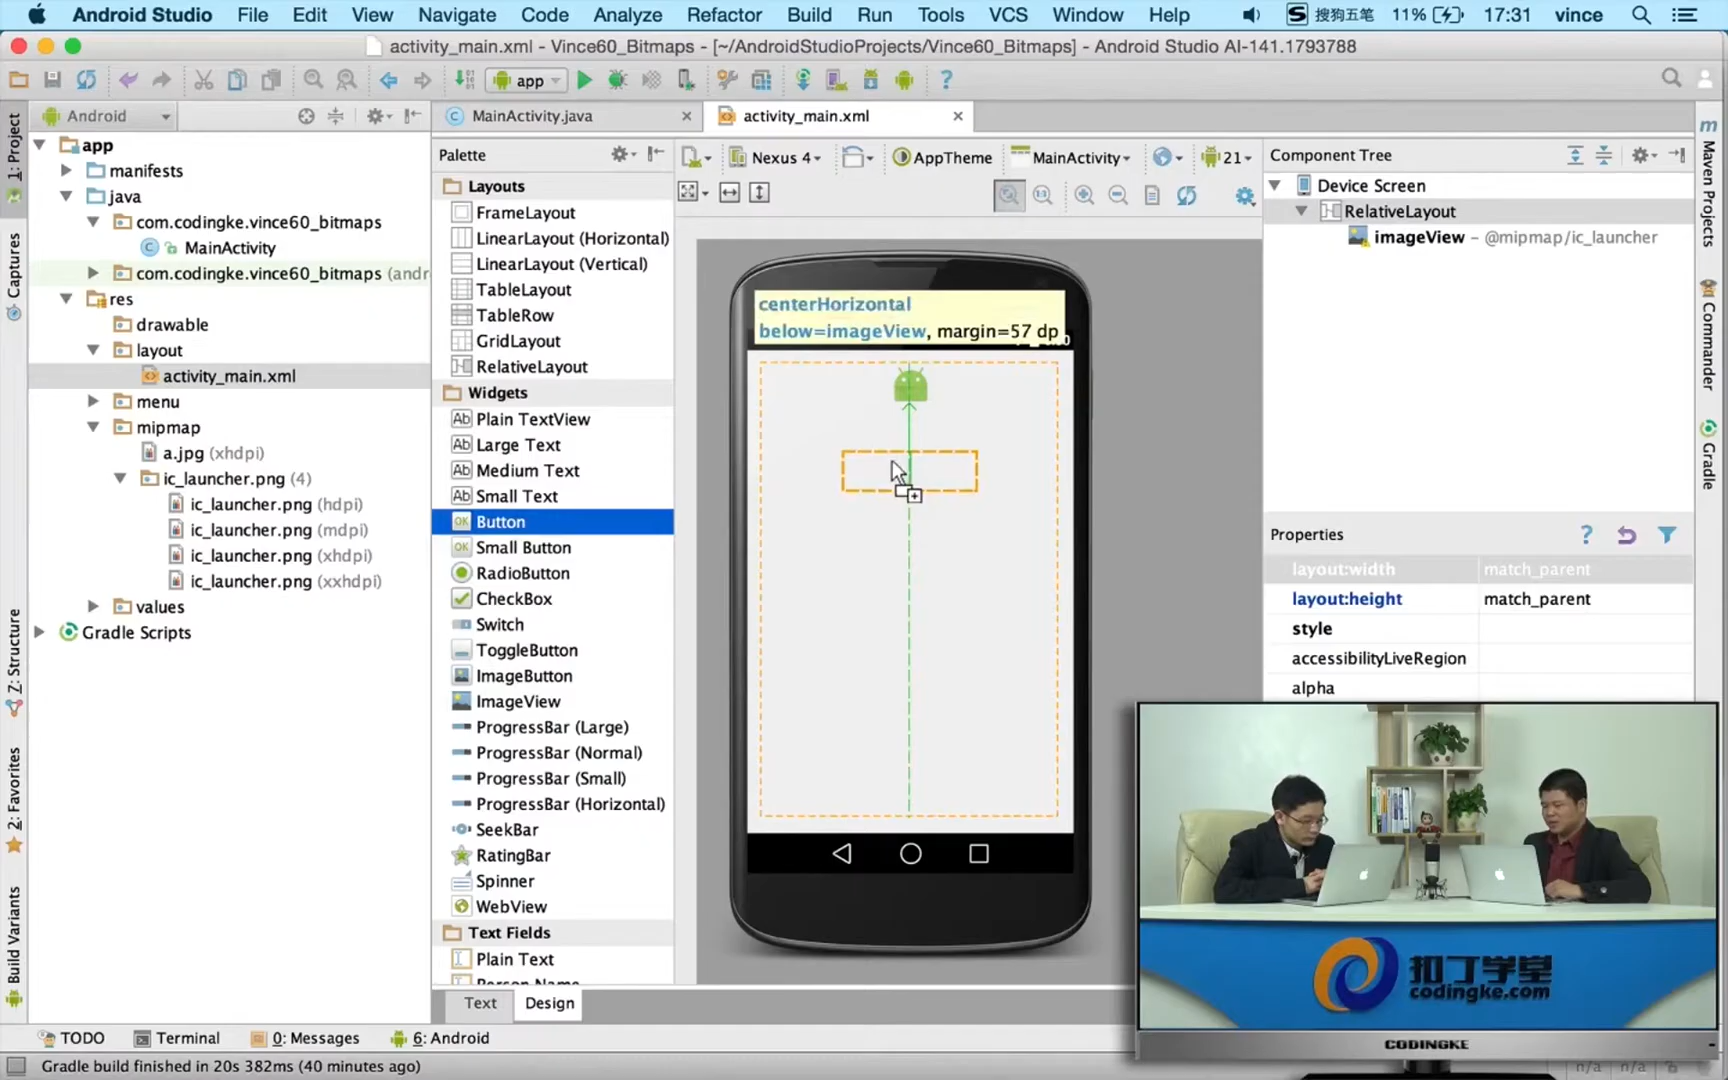 Android Studio File Edit View Navigate Code Analyze Refactor Build Run Tools VCS Window Help S 搜狗五笔 11% 17:31 vince
activity_main.xml - Vince60_Bitmaps - [~/AndroidStudioProjects/Vince60_Bitmaps] - Android Studio AI-141.1793788
app
Android
MainActivity.java
activity_main.xml
1: Project
Captures
Z: Structure
2: Favorites
Build Variants
app
manifests
java
com.codingke.vince60_bitmaps
MainActivity
com.codingke.vince60_bitmaps (andr
res
drawable
layout
activity_main.xml
menu
mipmap
a.jpg (xhdpi)
ic_launcher.png (4)
ic_launcher.png (hdpi)
ic_launcher.png (mdpi)
ic_launcher.png (xhdpi)
ic_launcher.png (xxhdpi)
values
Gradle Scripts
Palette
Layouts
FrameLayout
LinearLayout (Horizontal)
LinearLayout (Vertical)
TableLayout
TableRow
GridLayout
RelativeLayout
Widgets
Plain TextView
Large Text
Medium Text
Small Text
Button
Small Button
RadioButton
CheckBox
Switch
ToggleButton
ImageButton
ImageView
ProgressBar (Large)
ProgressBar (Normal)
ProgressBar (Small)
ProgressBar (Horizontal)
SeekBar
RatingBar
Spinner
WebView
Text Fields
Plain Text
Person Name
Text Design
Nexus 4 AppTheme MainActivity 21
centerHorizontal
below=imageView, margin=57 dp
Component Tree
Device Screen
RelativeLayout
imageView - @mipmap/ic_launcher
Properties
layout:width match_parent
layout:height match_parent
style
accessibilityLiveRegion
alpha
m Maven Projects
Commander
Gradle
扣丁学堂
codingke.com
CODINGKE
TODO Terminal 0: Messages 6: Android
Gradle build finished in 20s 382ms (40 minutes ago)
n/a n/a